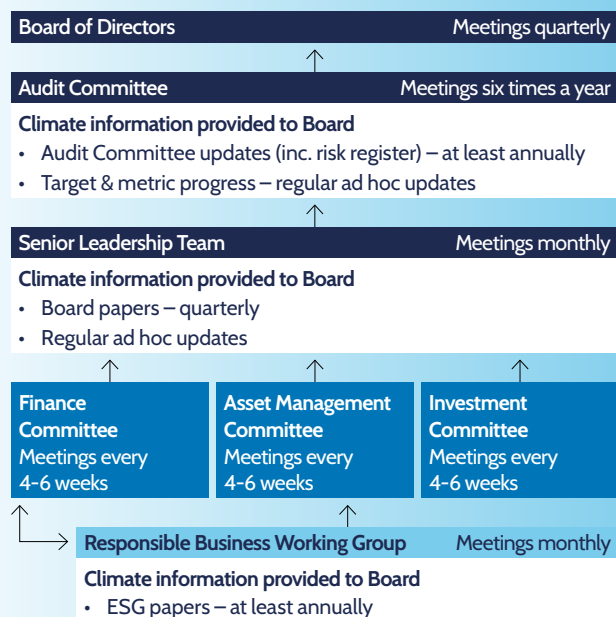 Board of Directors Meetings quarterly
Audit Committee Meetings six times a year
Climate information provided to Board
• Audit Committee updates (inc. risk register) – at least annually
• Target & metric progress – regular ad hoc updates
Senior Leadership Team Meetings monthly
Climate information provided to Board
• Board papers – quarterly
• Regular ad hoc updates
Finance
Committee
Meetings every
4-6 weeks
Asset Management
Committee
Meetings every
4-6 weeks
Investment
Committee
Meetings every
4-6 weeks
Responsible Business Working Group Meetings monthly
Climate information provided to Board
• ESG papers – at least annually